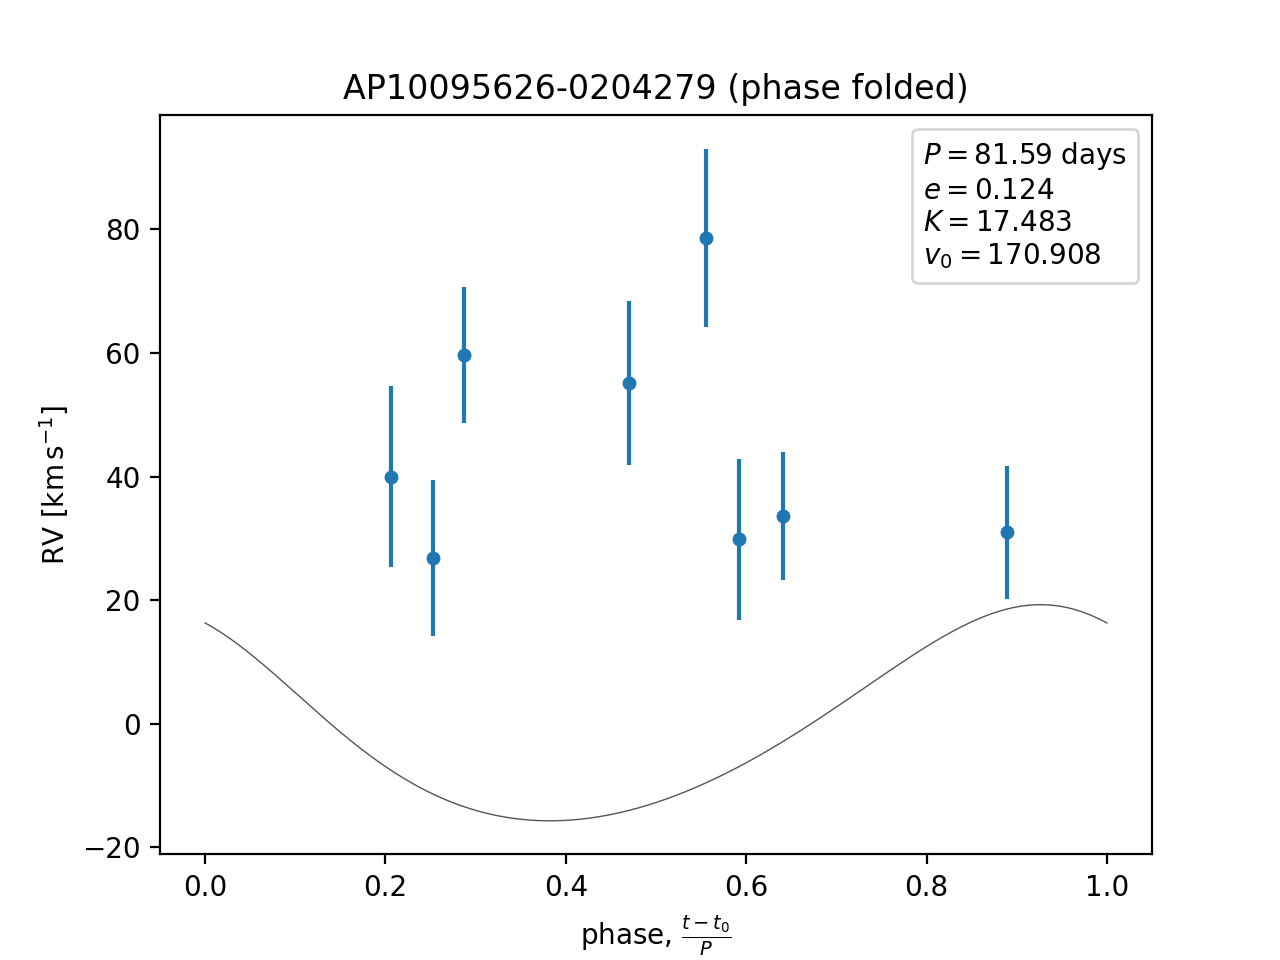 AP10095626-0204279 (phase folded)
P = 81.59 days
e = 0.124
K = 17.483
v₀ = 170.908
RV [km s⁻¹]
80
60
40
20
0
−20
0.0 0.2 0.4 0.6 0.8 1.0
phase, (t − t₀)/P